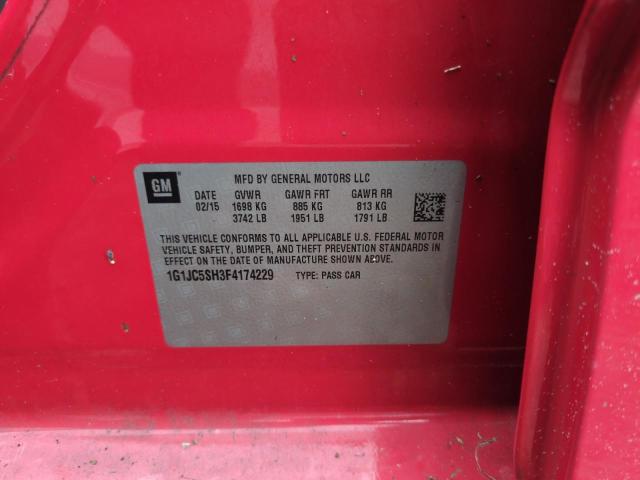 GM
MFD BY GENERAL MOTORS LLC
DATE GVWR GAWR FRT GAWR RR
02/15 1698 KG 885 KG 813 KG
3742 LB 1951 LB 1791 LB
THIS VEHICLE CONFORMS TO ALL APPLICABLE U.S. FEDERAL MOTOR
VEHICLE SAFETY, BUMPER, AND THEFT PREVENTION STANDARDS IN
EFFECT ON THE DATE OF MANUFACTURE SHOWN ABOVE.
1G1JC5SH3F4174229 TYPE: PASS CAR